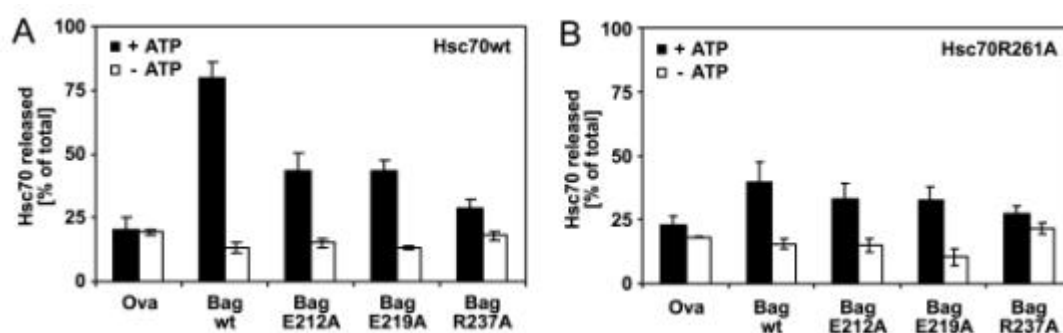 A
Hsc70 released
[% of total]
100
75
50
25
0
+ ATP
- ATP
Hsc70wt
Ova
Bag
wt
Bag
E212A
Bag
E219A
Bag
R237A
B
Hsc70 released
[% of total]
100
75
50
25
0
+ ATP
- ATP
Hsc70R261A
Ova
Bag
wt
Bag
E212A
Bag
E219A
Bag
R237A